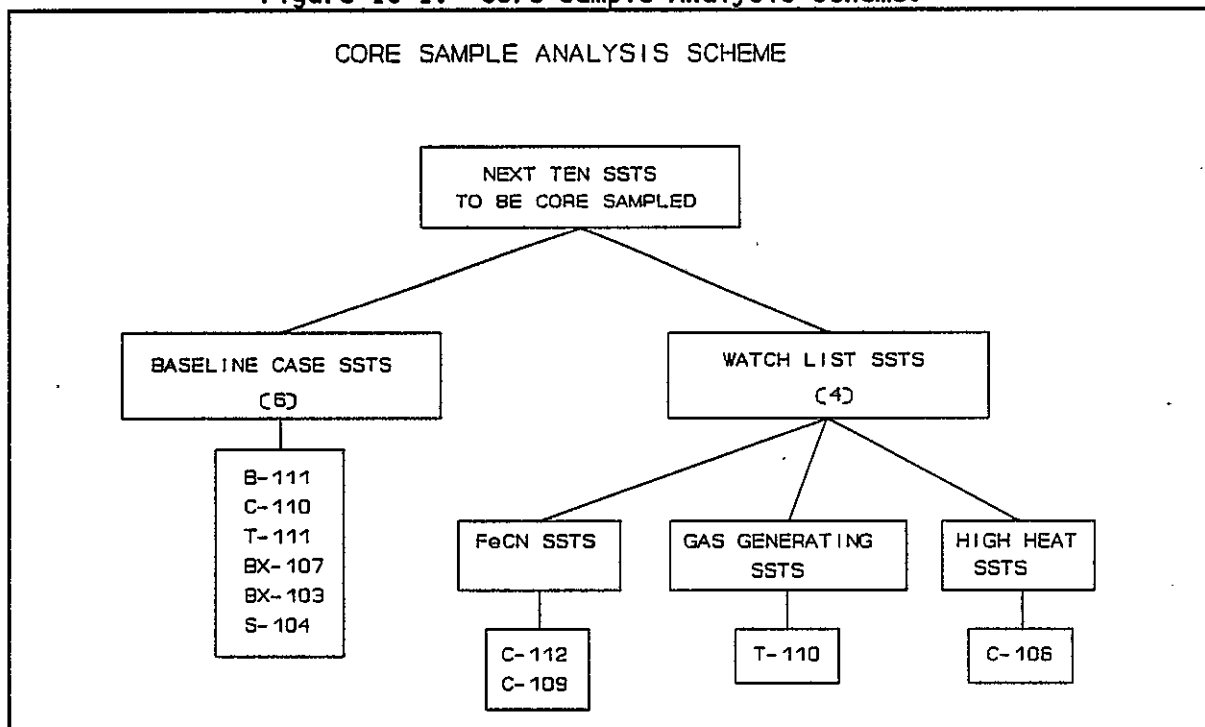 CORE SAMPLE ANALYSIS SCHEME
NEXT TEN SSTS
TO BE CORE SAMPLED
BASELINE CASE SSTS
(6)
WATCH LIST SSTS
(4)
B-111
C-110
T-111
BX-107
BX-103
S-104
FeCN SSTS
GAS GENERATING
SSTS
HIGH HEAT
SSTS
C-112
C-109
T-110
C-106